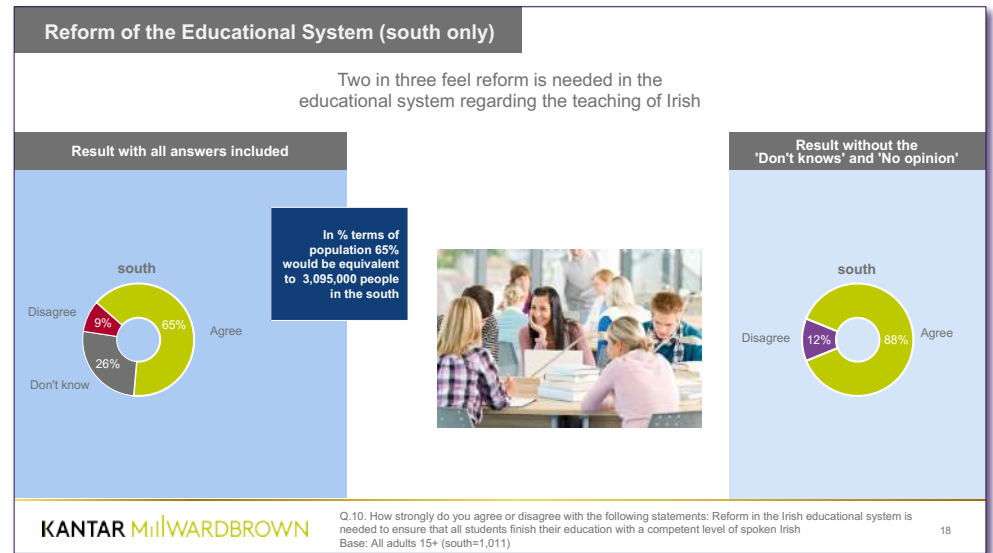 Reform of the Educational System (south only)
Two in three feel reform is needed in the
educational system regarding the teaching of Irish
Result with all answers included
In % terms of
population 65%
would be equivalent
to 3,095,000 people
in the south
south
Disagree
9%
65%
Agree
26%
Don't know
Result without the
'Don't knows' and 'No opinion'
south
Disagree
12%
88%
Agree
KANTAR MillWARDBROWN
Q.10. How strongly do you agree or disagree with the following statements: Reform in the Irish educational system is
needed to ensure that all students finish their education with a competent level of spoken Irish
Base: All adults 15+ (south=1,011)
18